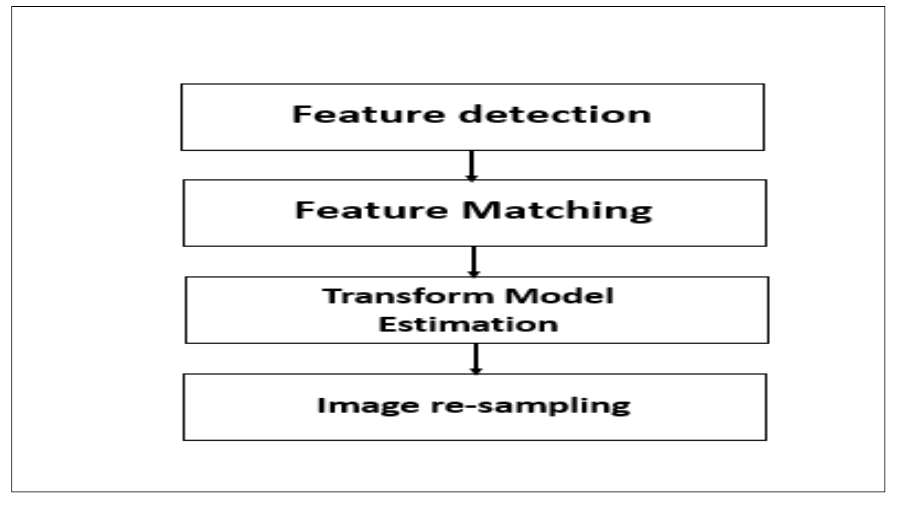 Feature detection
Feature Matching
Transform Model
Estimation
Image re-sampling